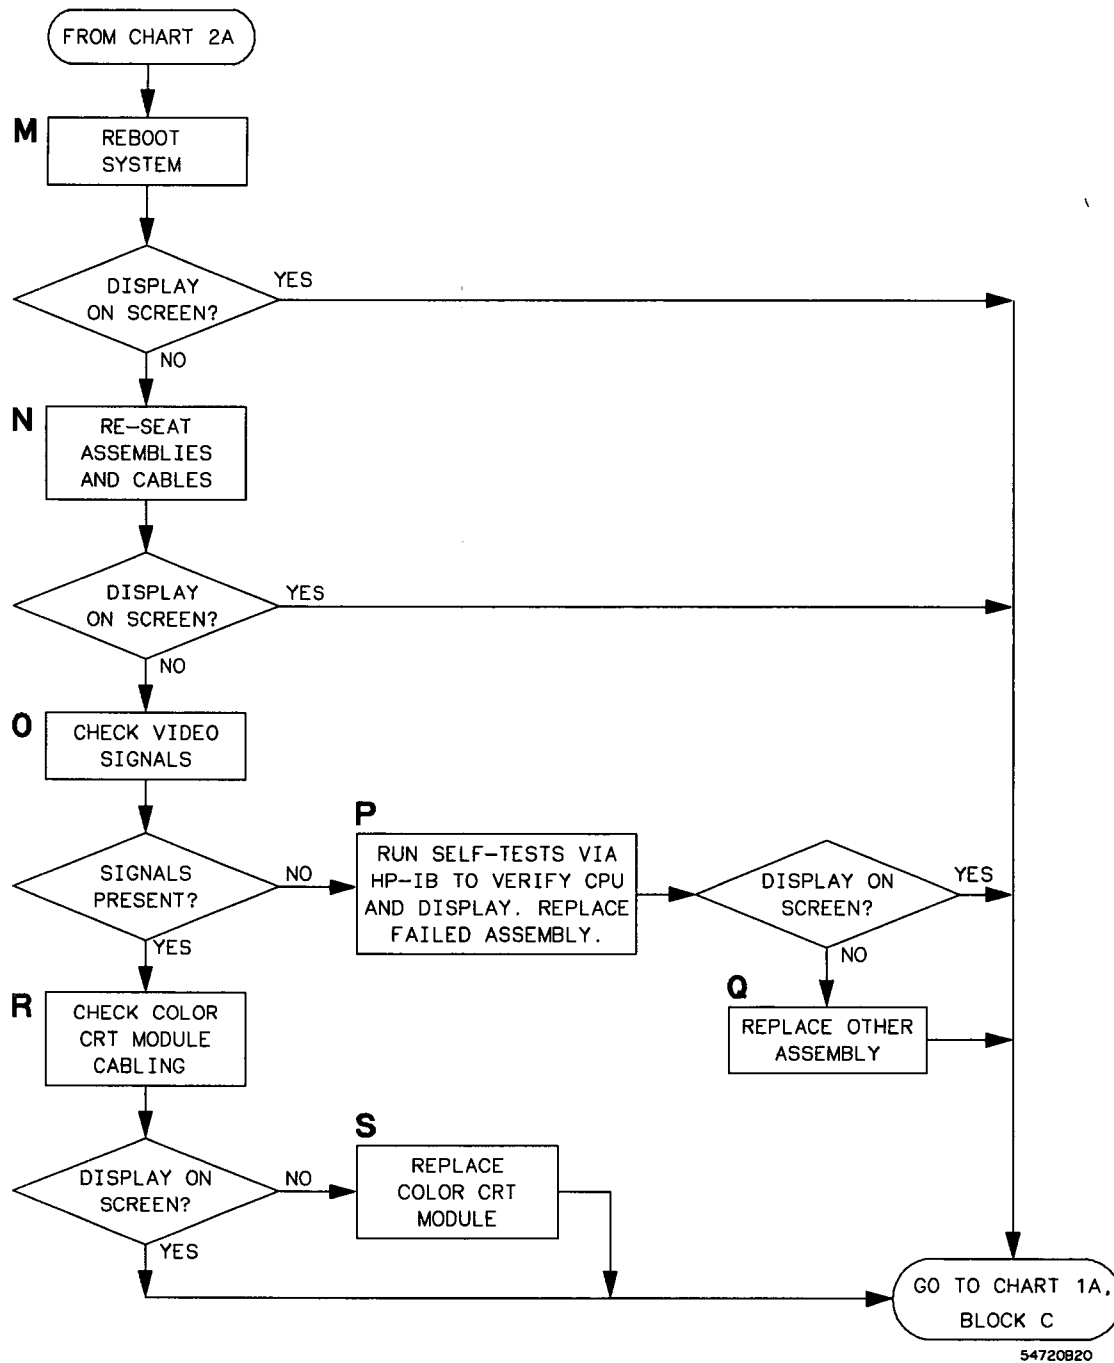 FROM CHART 2A
M
REBOOT
SYSTEM
DISPLAY
ON SCREEN?
YES
NO
N
RE-SEAT
ASSEMBLIES
AND CABLES
DISPLAY
ON SCREEN?
YES
NO
O
CHECK VIDEO
SIGNALS
SIGNALS
PRESENT?
NO
YES
P
RUN SELF-TESTS VIA
HP-IB TO VERIFY CPU
AND DISPLAY. REPLACE
FAILED ASSEMBLY.
DISPLAY ON
SCREEN?
YES
NO
Q
REPLACE OTHER
ASSEMBLY
R
CHECK COLOR
CRT MODULE
CABLING
DISPLAY ON
SCREEN?
NO
YES
S
REPLACE
COLOR CRT
MODULE
GO TO CHART 1A,
BLOCK C
54720B20